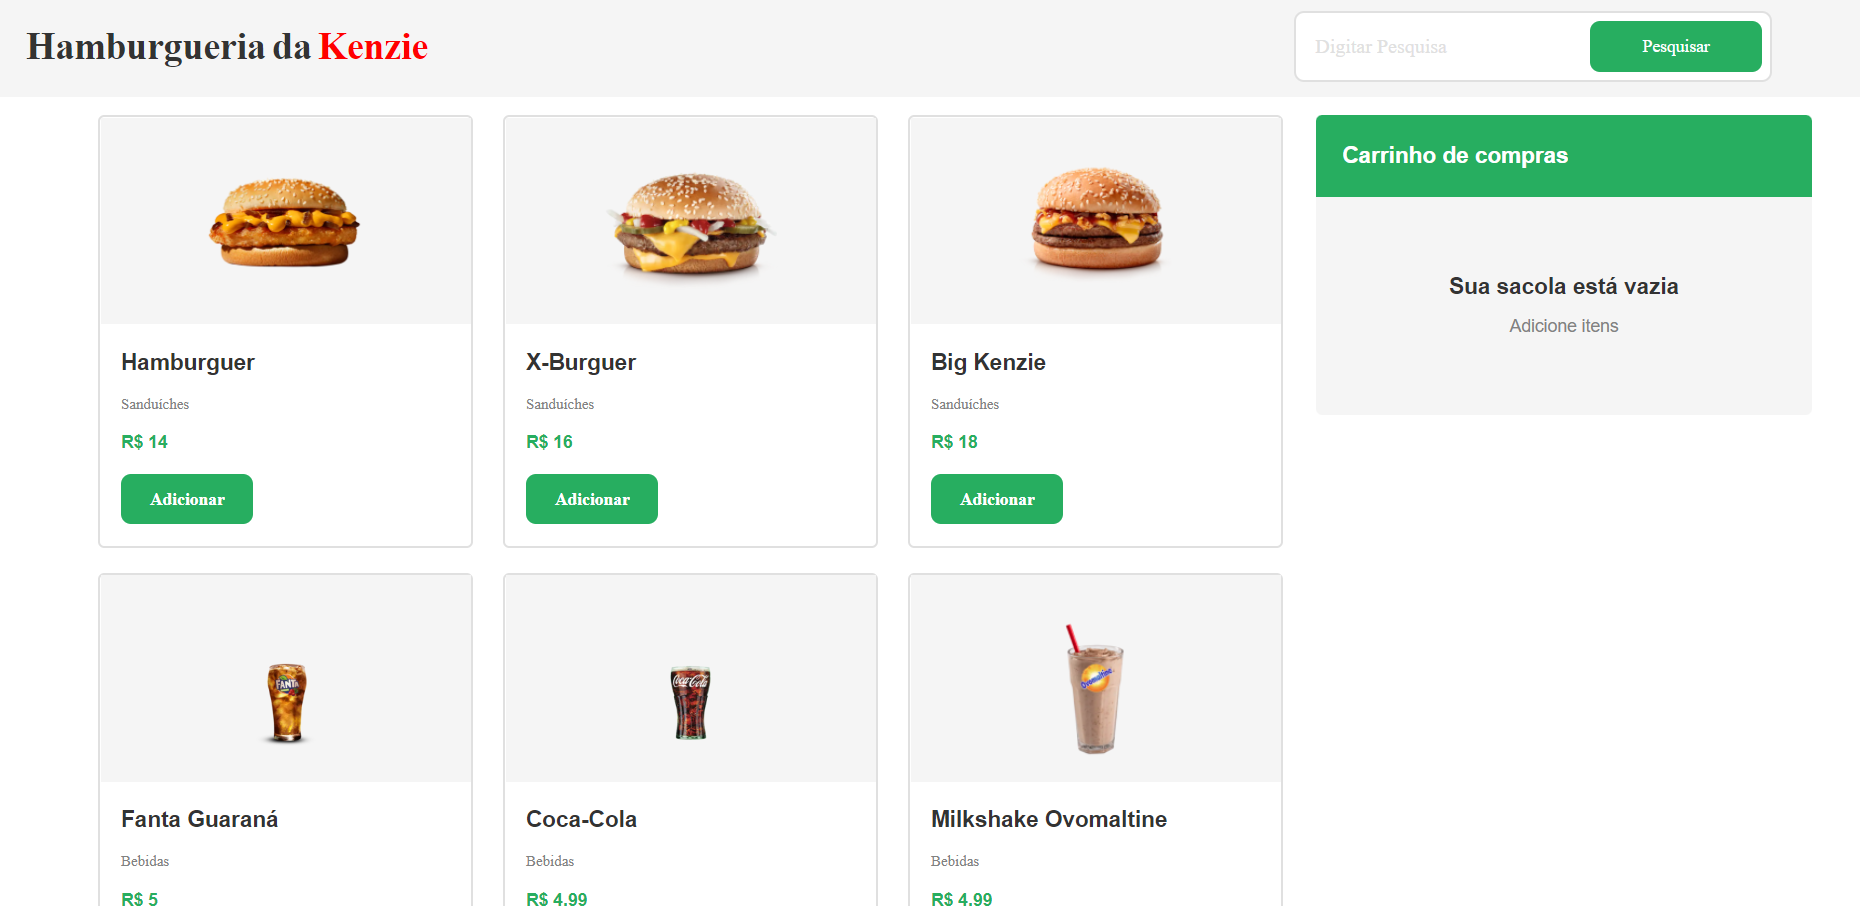 Hamburgueria da Kenzie
Digitar Pesquisa
Pesquisar
Hamburguer
Sanduíches
R$ 14
Adicionar
X-Burguer
Sanduíches
R$ 16
Adicionar
Big Kenzie
Sanduíches
R$ 18
Adicionar
Carrinho de compras
Sua sacola está vazia
Adicione itens
FANTA
Fanta Guaraná
Bebidas
R$ 5
Coca-Cola
Coca-Cola
Bebidas
R$ 4.99
Ovomaltine
Milkshake Ovomaltine
Bebidas
R$ 4.99